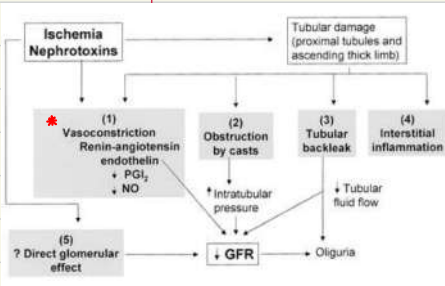 Ischemia
Nephrotoxins
Tubular damage
(proximal tubules and
ascending thick limb)
* (1)
Vasoconstriction
Renin-angiotensin
endothelin
↓ PGI₂
↓ NO
(2)
Obstruction
by casts
(3)
Tubular
backleak
(4)
Interstitial
inflammation
↑ Intratubular
pressure
↓ Tubular
fluid flow
(5)
? Direct glomerular
effect
↓ GFR
Oliguria